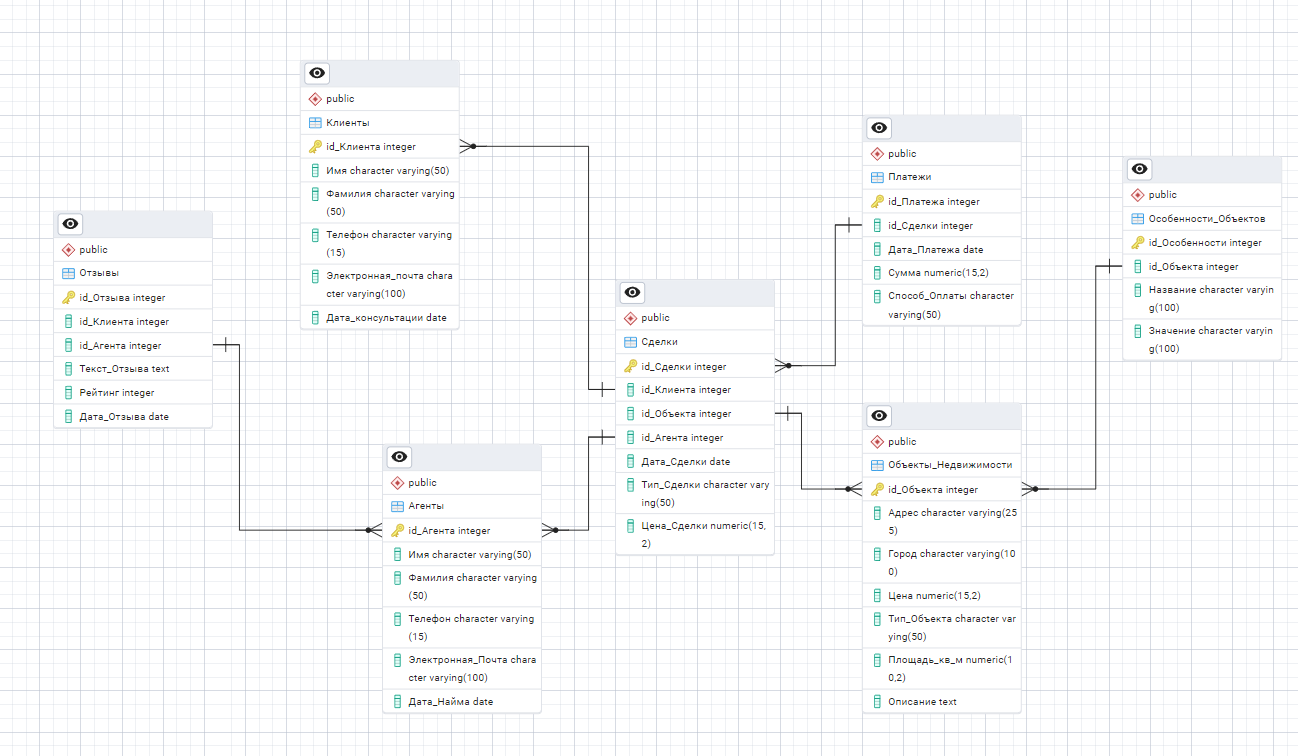 public
Клиенты
id_Клиента integer
Имя character varying(50)
Фамилия character varying
(50)
Телефон character varying
(15)
Электронная_почта chara
cter varying(100)
Дата_консультации date
public
Отзывы
id_Отзыва integer
id_Клиента integer
id_Агента integer
Текст_Отзыва text
Рейтинг integer
Дата_Отзыва date
public
Агенты
id_Агента integer
Имя character varying(50)
Фамилия character varying
(50)
Телефон character varying
(15)
Электронная_Почта chara
cter varying(100)
Дата_Найма date
public
Сделки
id_Сделки integer
id_Клиента integer
id_Объекта integer
id_Агента integer
Дата_Сделки date
Тип_Сделки character vary
ing(50)
Цена_Сделки numeric(15,
2)
public
Платежи
id_Платежа integer
id_Сделки integer
Дата_Платежа date
Сумма numeric(15,2)
Способ_Оплаты character
varying(50)
public
Объекты_Недвижимости
id_Объекта integer
Адрес character varying(25
5)
Город character varying(10
0)
Цена numeric(15,2)
Тип_Объекта character var
ying(50)
Площадь_кв_м numeric(1
0,2)
Описание text
public
Особенности_Объектов
id_Особенности integer
id_Объекта integer
Название character varyin
g(100)
Значение character varyin
g(100)